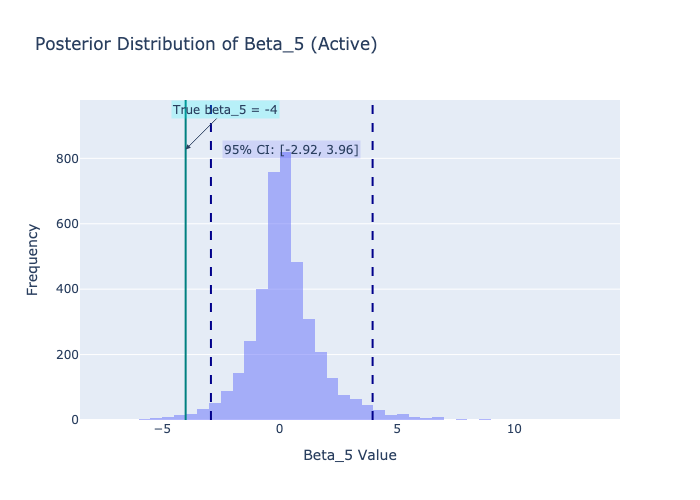 Posterior Distribution of Beta_5 (Active)
True beta_5 = -4
95% CI: [-2.92, 3.96]
800
600
400
200
0
Frequency
−5
0
5
10
Beta_5 Value